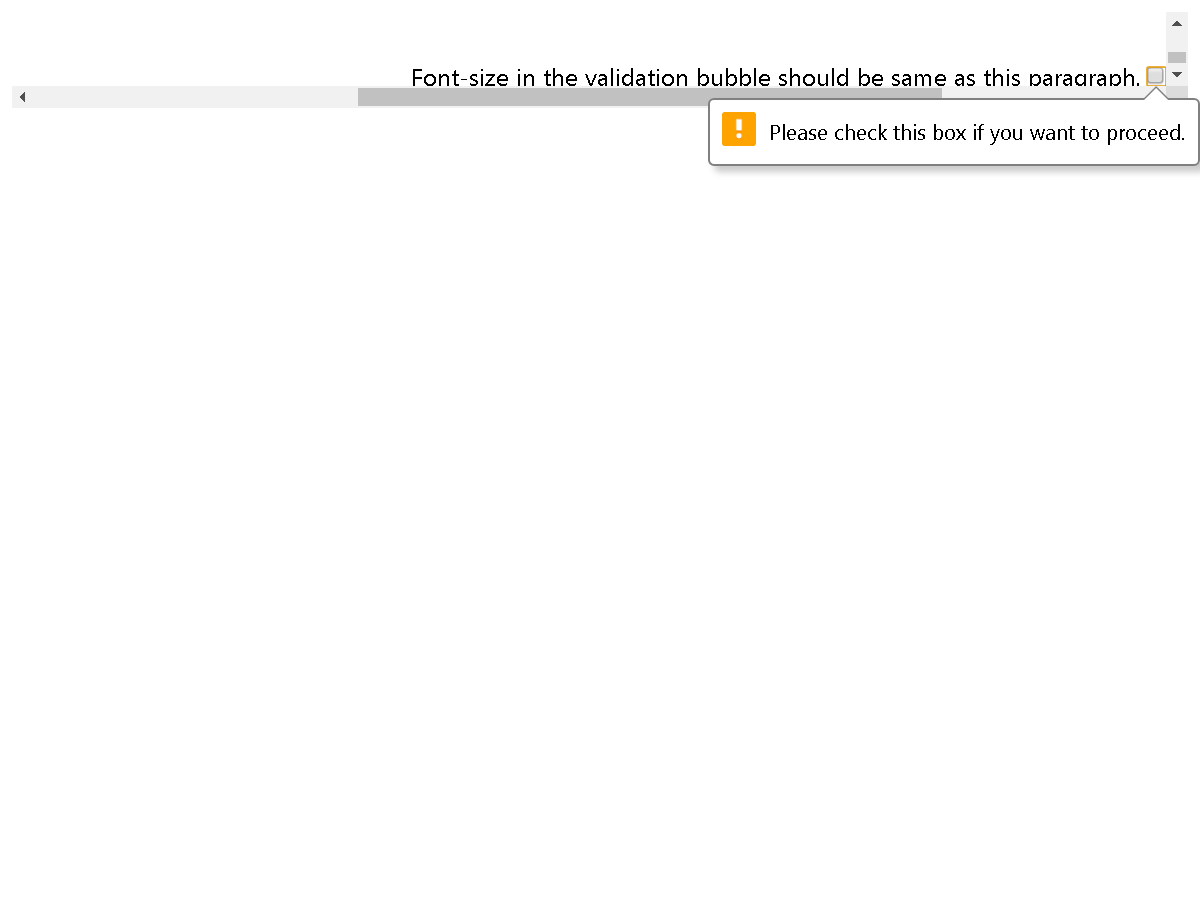 Font-size in the validation bubble should be same as this paragraph.
Please check this box if you want to proceed.